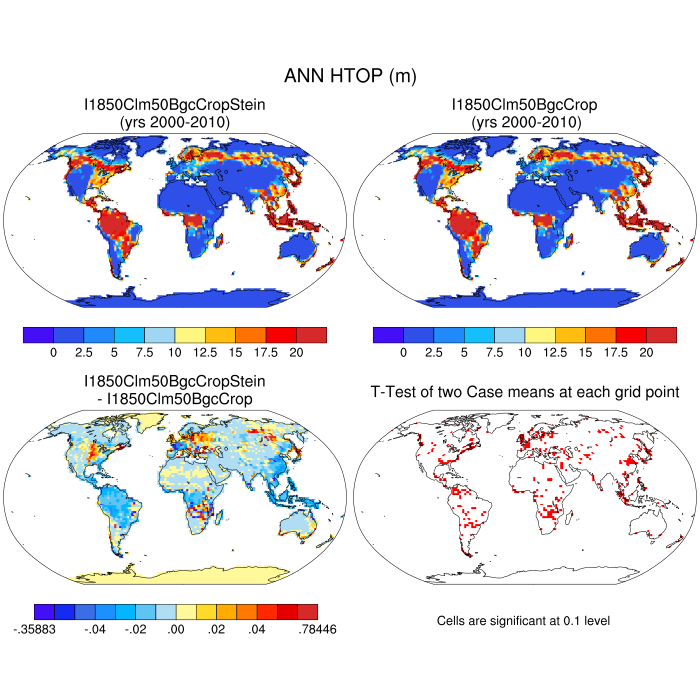 ANN HTOP (m)
I1850Clm50BgcCropStein
(yrs 2000-2010)
I1850Clm50BgcCrop
(yrs 2000-2010)
0 2.5 5 7.5 10 12.5 15 17.5 20
0 2.5 5 7.5 10 12.5 15 17.5 20
I1850Clm50BgcCropStein
- I1850Clm50BgcCrop
T-Test of two Case means at each grid point
-.35883 -.04 -.02 .00 .02 .04 .78446
Cells are significant at 0.1 level